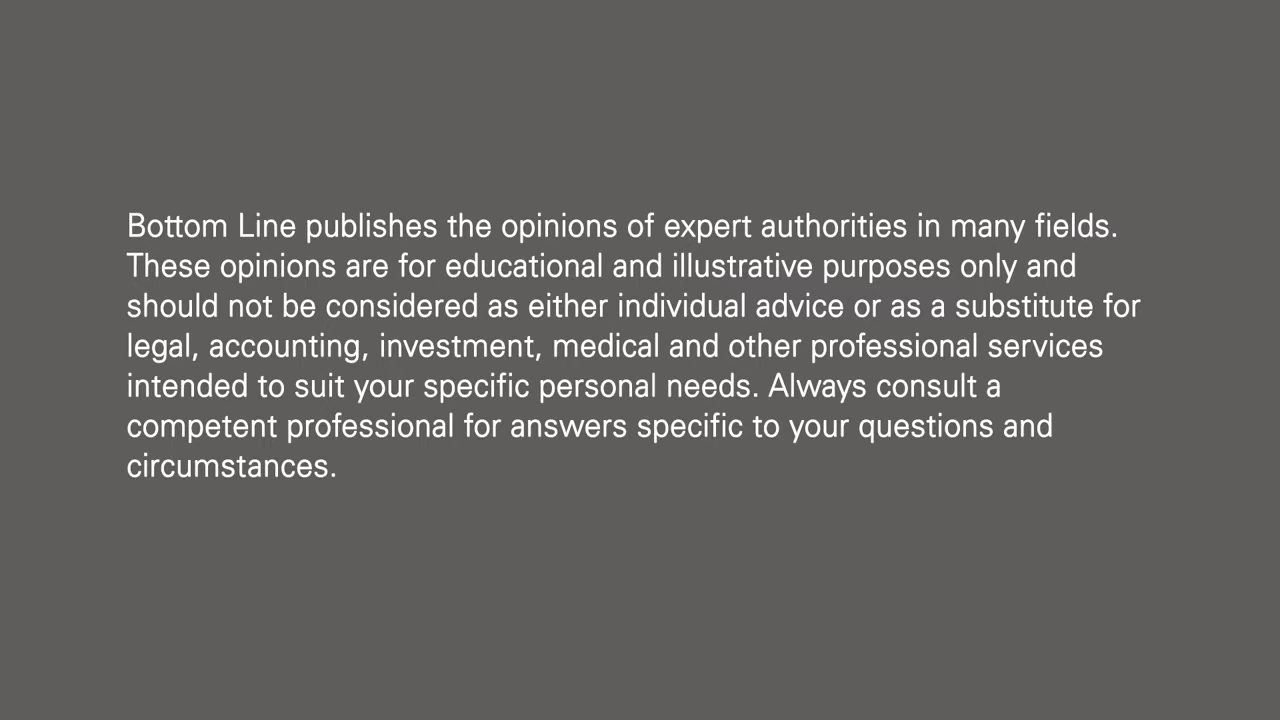 Bottom Line publishes the opinions of expert authorities in many fields.
These opinions are for educational and illustrative purposes only and
should not be considered as either individual advice or as a substitute for
legal, accounting, investment, medical and other professional services
intended to suit your specific personal needs. Always consult a
competent professional for answers specific to your questions and
circumstances.